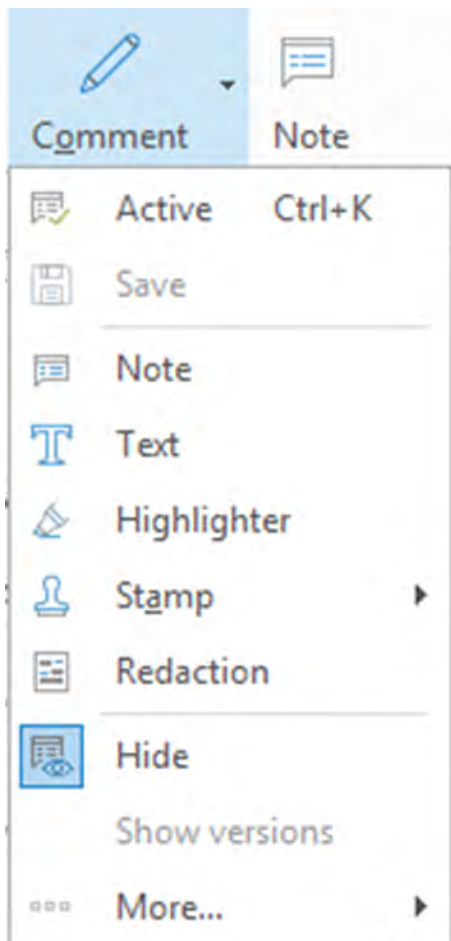 Comment Note
Active Ctrl+K
Save
Note
Text
Highlighter
Stamp
Redaction
Hide
Show versions
More...